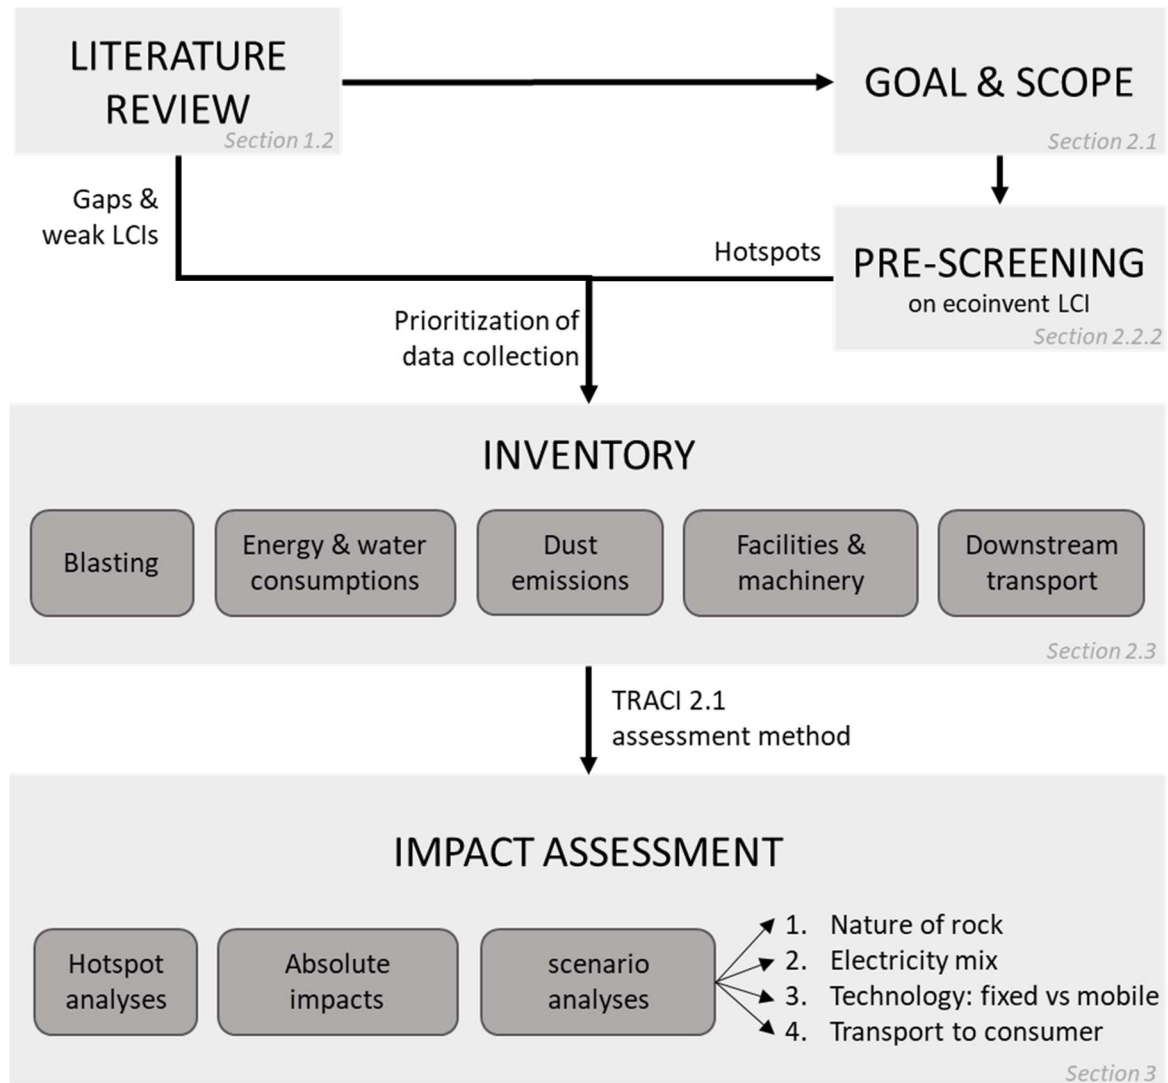 LITERATURE
REVIEW
Section 1.2
GOAL & SCOPE
Section 2.1
Gaps &
weak LCIs
Hotspots
PRE-SCREENING
on ecoinvent LCI
Section 2.2.2
Prioritization of
data collection
INVENTORY
Blasting
Energy & water
consumptions
Dust
emissions
Facilities &
machinery
Downstream
transport
Section 2.3
TRACI 2.1
assessment method
IMPACT ASSESSMENT
Hotspot
analyses
Absolute
impacts
scenario
analyses
1. Nature of rock
2. Electricity mix
3. Technology: fixed vs mobile
4. Transport to consumer
Section 3